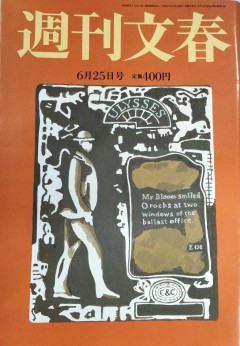 週刊文春
6月25日号 定価400円
ULYSSES
My Bloom smiled
O rocks at two
windows of the
ballast office.
C&C